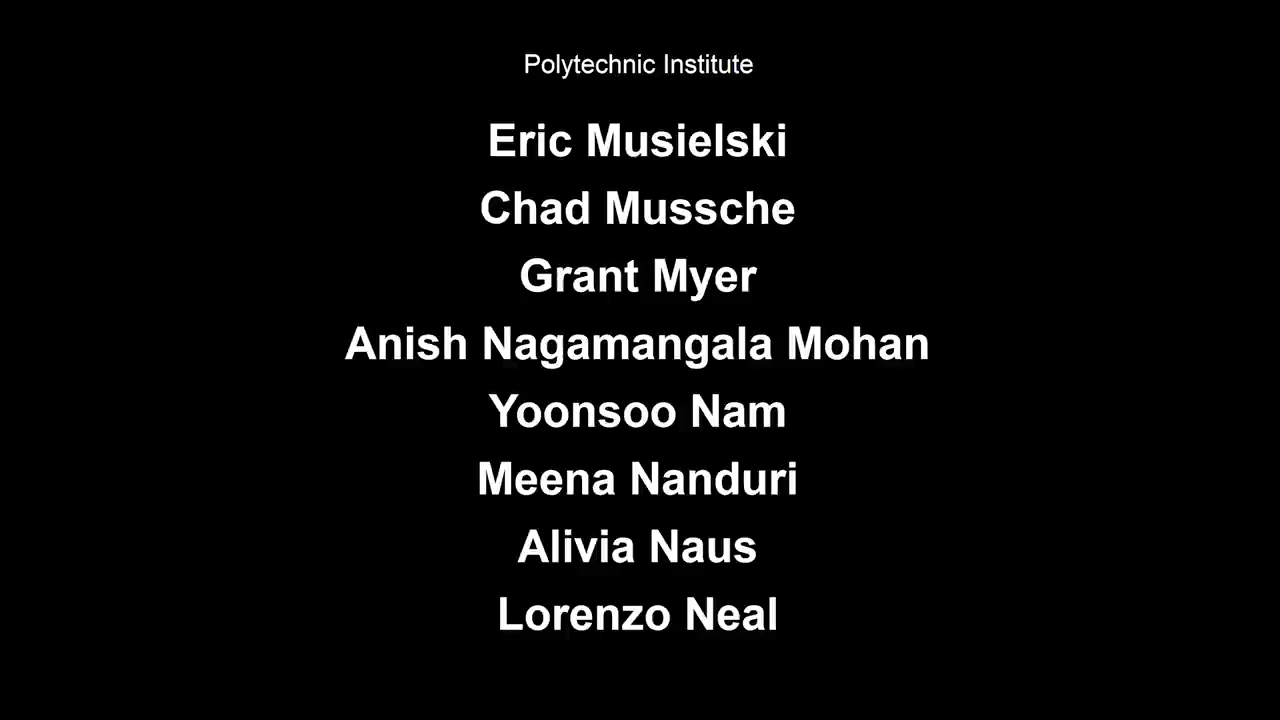 Polytechnic Institute
Eric Musielski
Chad Mussche
Grant Myer
Anish Nagamangala Mohan
Yoonsoo Nam
Meena Nanduri
Alivia Naus
Lorenzo Neal